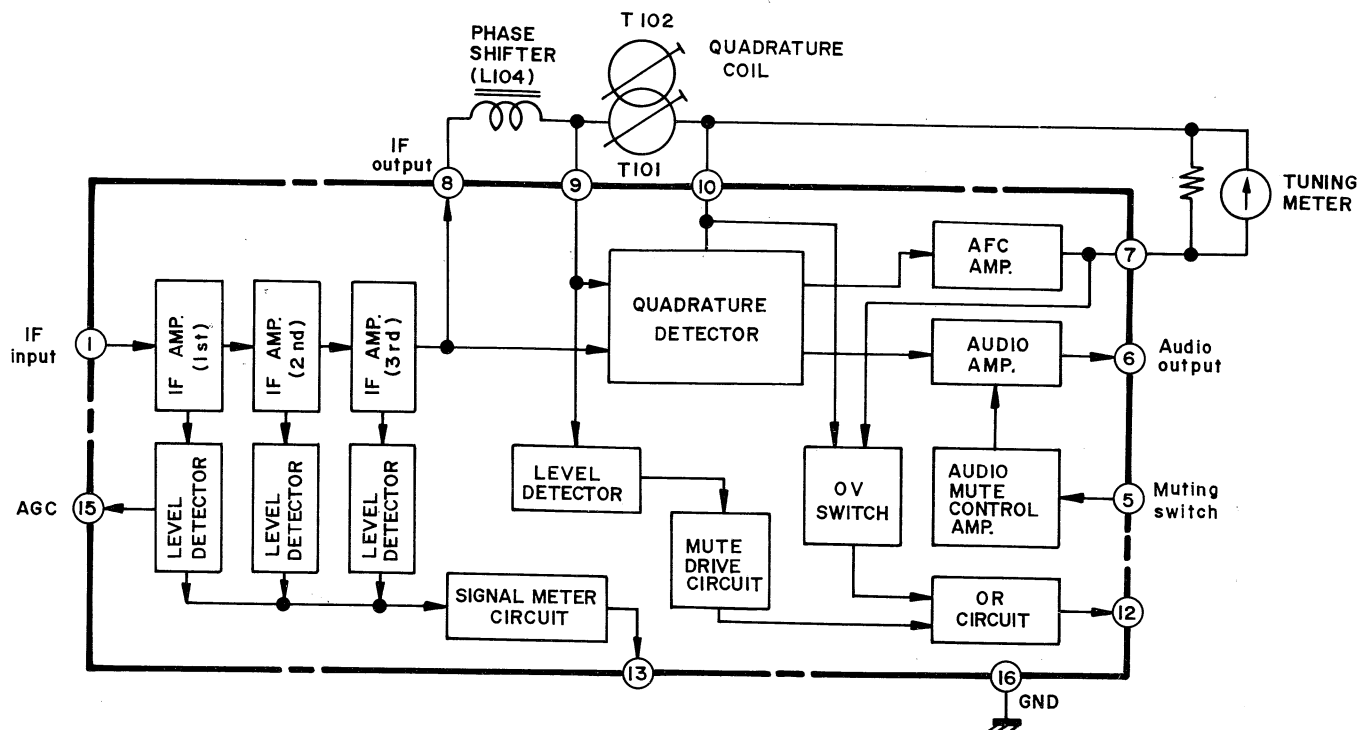 T 102
PHASE
SHIFTER
(L104)
QUADRATURE
COIL
T101
IF
output
8
9
10
TUNING
METER
IF
input
1
IF AMP.
(1st)
IF AMP.
(2nd)
IF AMP.
(3rd)
QUADRATURE
DETECTOR
AFC
AMP.
7
AUDIO
AMP.
6
Audio
output
AGC
15
LEVEL
DETECTOR
LEVEL
DETECTOR
LEVEL
DETECTOR
LEVEL
DETECTOR
OV
SWITCH
AUDIO
MUTE
CONTROL
AMP.
5
Muting
switch
MUTE
DRIVE
CIRCUIT
SIGNAL METER
CIRCUIT
OR
CIRCUIT
12
13
16
GND